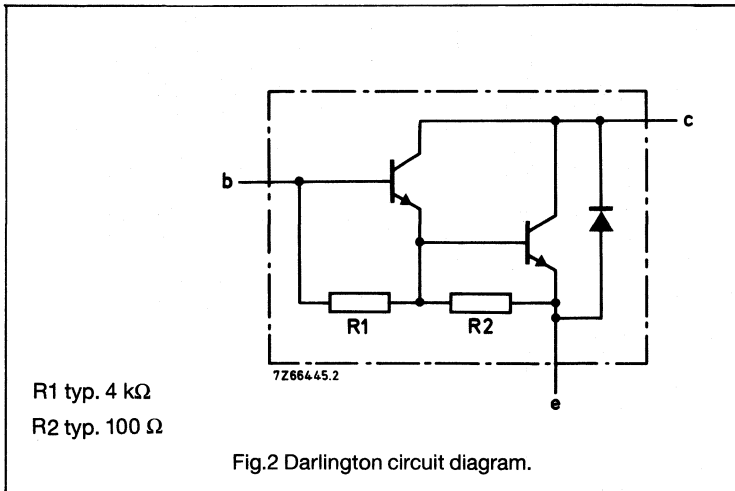 c
b
R1
R2
7Z66445.2
e
R1 typ. 4 kΩ
R2 typ. 100 Ω
Fig.2 Darlington circuit diagram.